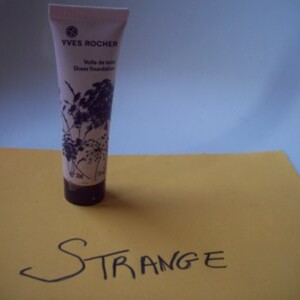 YVES ROCHER
Voile de teint
Sheer foundation
STRANGE